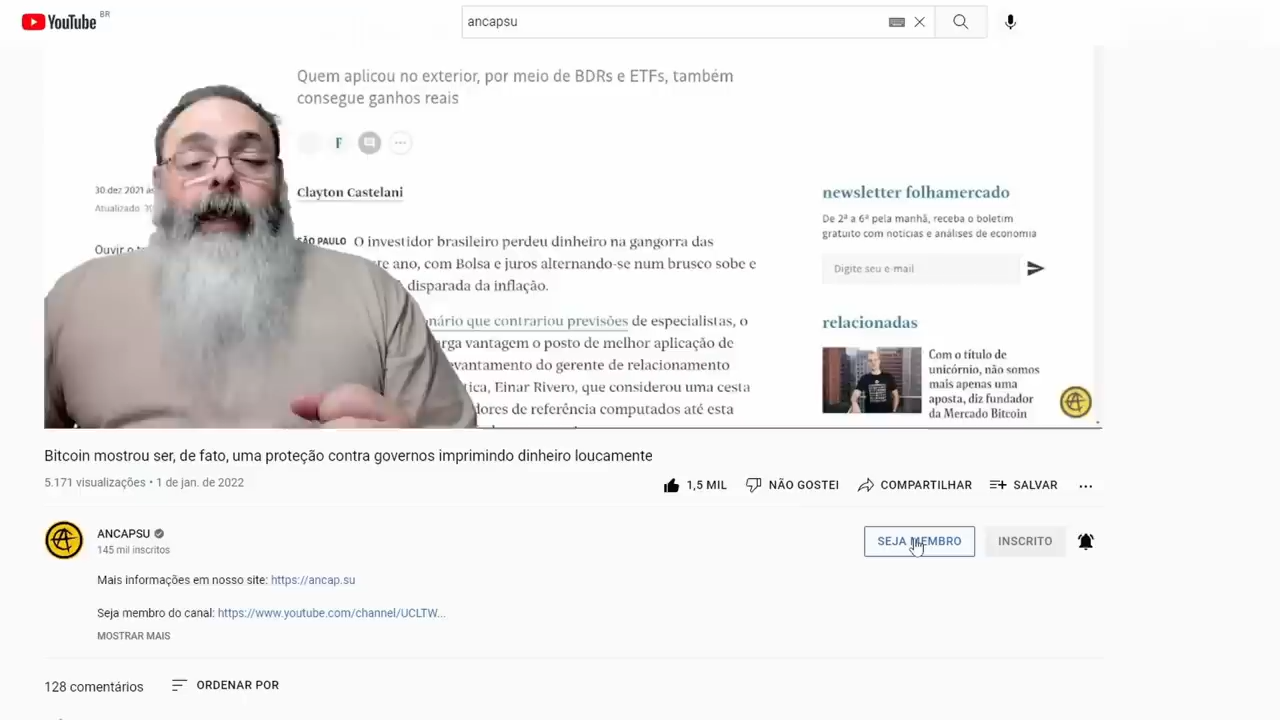 YouTube BR
ancapsu
Quem aplicou no exterior, por meio de BDRs e ETFs, também
consegue ganhos reais
F
30.dez.2021 às
Clayton Castelani
Atualizado: 30
newsletter folhamercado
De 2ª a 6ª pela manhã, receba o boletim
gratuito com notícias e análises de economia
Ouvir o
SÃO PAULO O investidor brasileiro perdeu dinheiro na gangorra das
te ano, com Bolsa e juros alternando-se num brusco sobe e
disparada da inflação.
Digite seu e-mail
nário que contrariou previsões de especialistas, o
rga vantagem o posto de melhor aplicação de
evantamento do gerente de relacionamento
tica, Einar Rivero, que considerou uma cesta
dores de referência computados até esta
relacionadas
Com o título de
unicórnio, não somos
mais apenas uma
aposta, diz fundador
da Mercado Bitcoin
Bitcoin mostrou ser, de fato, uma proteção contra governos imprimindo dinheiro loucamente
5.171 visualizações • 1 de jan. de 2022
1,5 MIL
NÃO GOSTEI
COMPARTILHAR
SALVAR
ANCAPSU
145 mil inscritos
SEJA MEMBRO
INSCRITO
Mais informações em nosso site: https://ancap.su
Seja membro do canal: https://www.youtube.com/channel/UCLTW...
MOSTRAR MAIS
128 comentários
ORDENAR POR